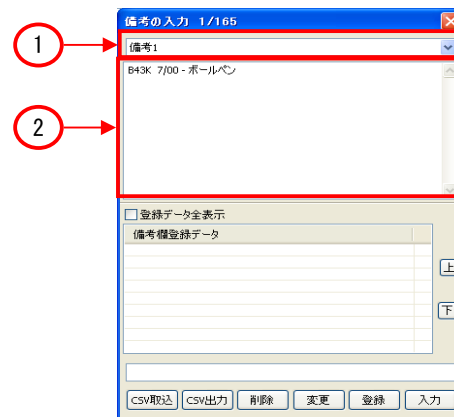 備考の入力 1/165
1
備考1
2
B43K 7/00 - ボールペン
登録データ全表示
備考欄登録データ
上
下
CSV取込 CSV出力 削除 変更 登録 入力